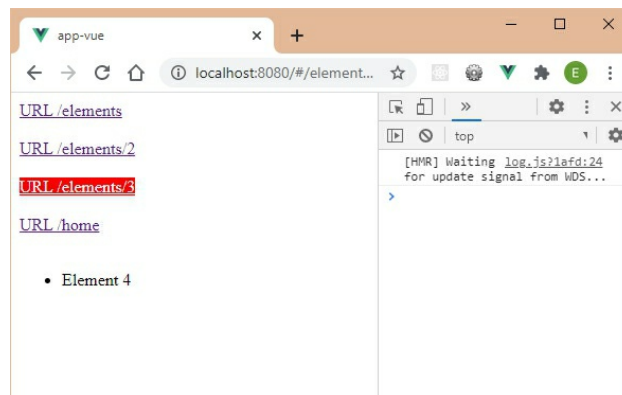 app-vue
localhost:8080/#/element...
E
URL /elements
URL /elements/2
URL /elements/3
URL /home
Element 4
top
[HMR] Waiting log.js?1afd:24
for update signal from WDS...